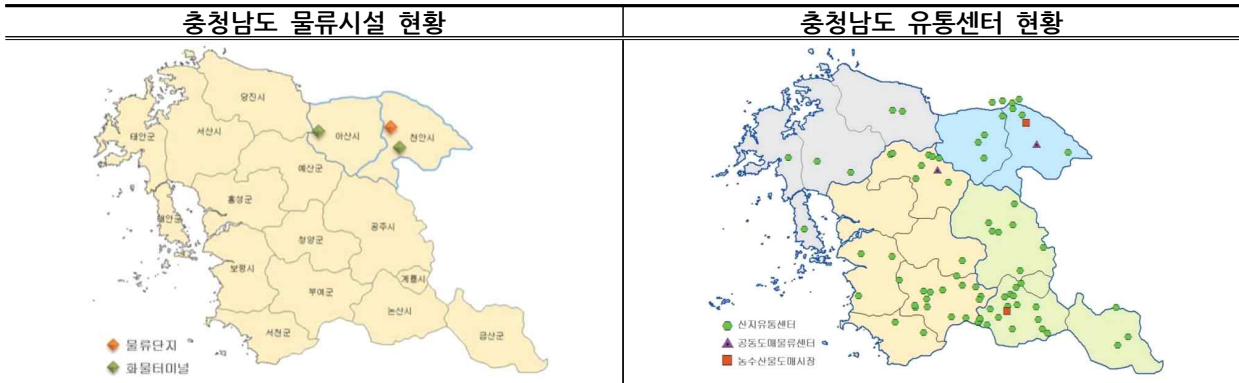 충청남도 물류시설 현황
충청남도 유통센터 현황
당진시
아산시
천안시
태안군
서산시
예산군
홍성군
태안군
공주시
청양군
보령시
계룡시
부여군
논산시
서천군
금산군
물류단지
화물터미널
산지유통센터
공동도매물류센터
농수산물도매시장